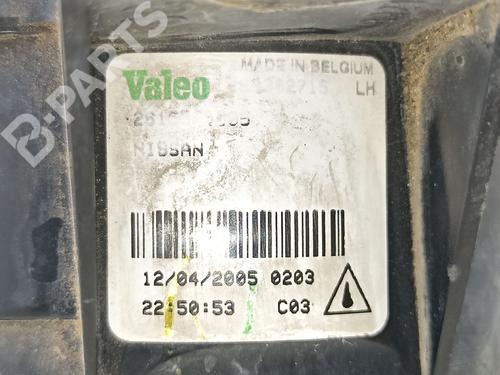 B-PARTS
MADE IN BELGIUM
Valeo
LH
NISSAN
12/04/2005 0203
22:50:53 C03